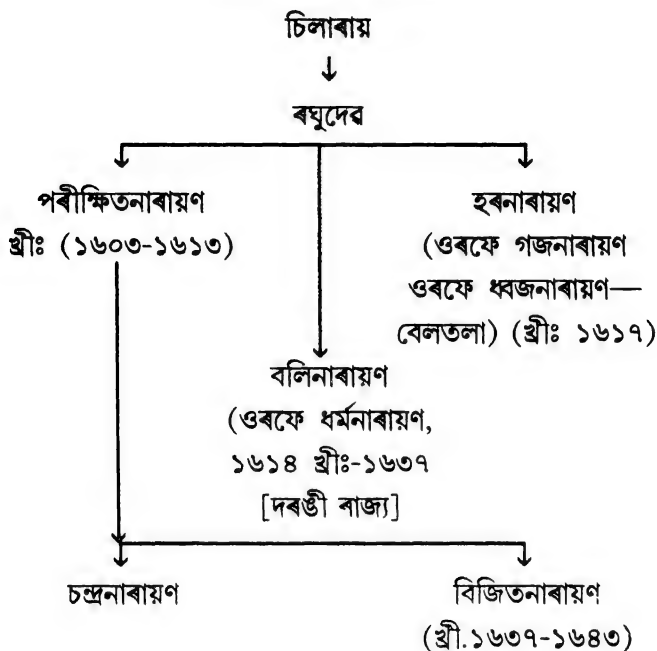 চিলাৰায়
ৰঘুদেৱ
পৰীক্ষিতনাৰায়ণ
খ্ৰীঃ (১৬০৩-১৬১৩)
হৰনাৰায়ণ
(ওৰফে গজনাৰায়ণ
ওৰফে ধ্বজনাৰায়ণ—
বেলতলা) (খ্ৰীঃ ১৬১৭)
বলিনাৰায়ণ
(ওৰফে ধৰ্মনাৰায়ণ,
১৬১৪ খ্ৰীঃ-১৬৩৭
[দৰঙী ৰাজ্য]
চন্দ্ৰনাৰায়ণ
বিজিতনাৰায়ণ
(খ্ৰী.১৬৩৭-১৬৪৩)